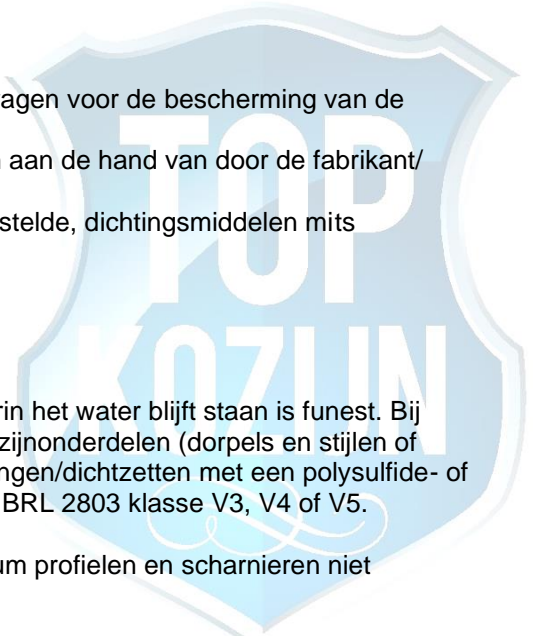 agen voor de bescherming van de
aan de hand van door de fabrikant/
stelde, dichtingsmiddelen mits
TOP
KOZIJN
rin het water blijft staan is funest. Bij
zijnonderdelen (dorpels en stijlen of
ngen/dichtzetten met een polysulfide- of
BRL 2803 klasse V3, V4 of V5.
um profielen en scharnieren niet